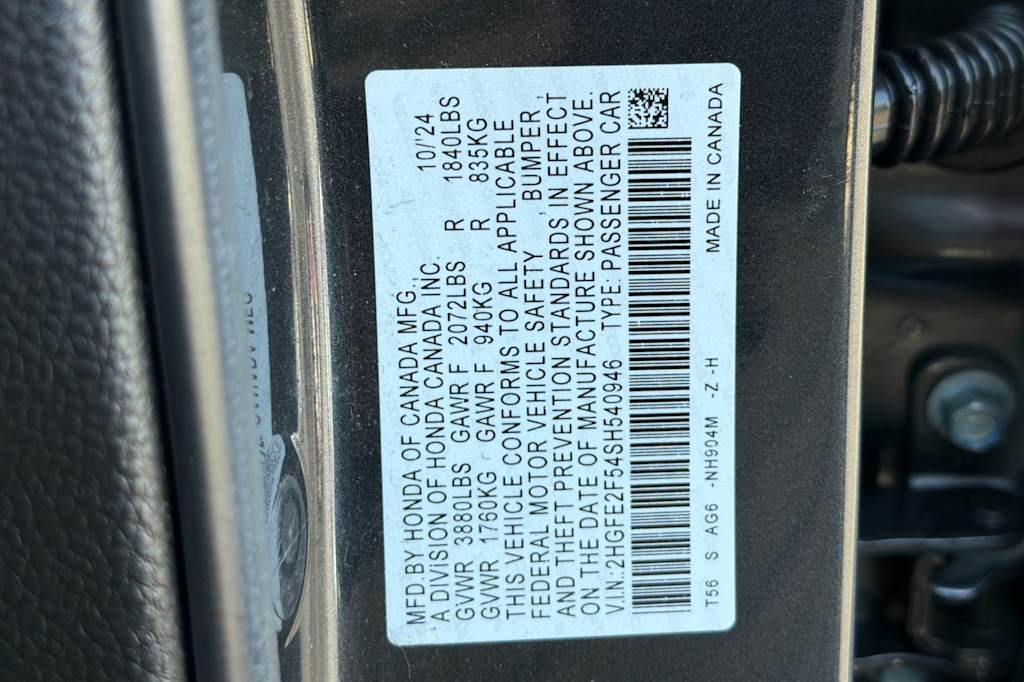 MFD.BY HONDA OF CANADA MFG., 10/24
A DIVISION OF HONDA CANADA INC.
GVWR 3880LBS GAWR F 2072LBS R 1840LBS
GVWR 1760KG GAWR F 940KG R 835KG
THIS VEHICLE CONFORMS TO ALL APPLICABLE
FEDERAL MOTOR VEHICLE SAFETY , BUMPER,
AND THEFT PREVENTION STANDARDS IN EFFECT
ON THE DATE OF MANUFACTURE SHOWN ABOVE.
V.I.N.:2HGFE2F54SH540946 TYPE: PASSENGER CAR
T56 S AG6 -NH904M -Z -H MADE IN CANADA